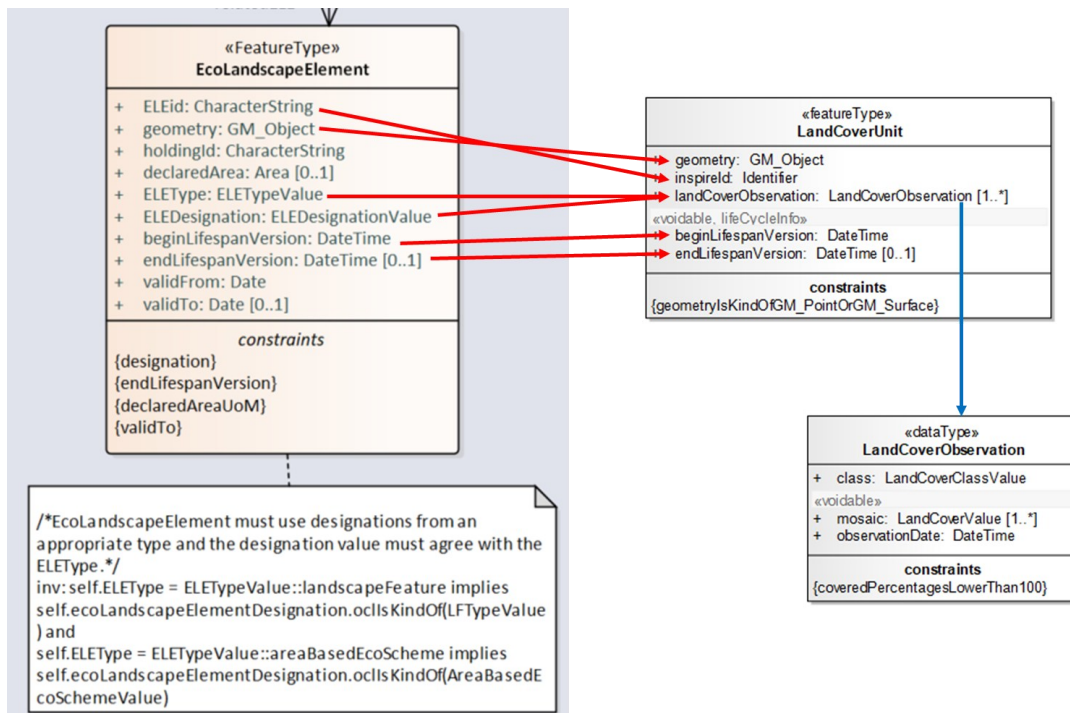 «FeatureType»
EcoLandscapeElement
+ ELEid: CharacterString
+ geometry: GM_Object
+ holdingId: CharacterString
+ declaredArea: Area [0..1]
+ ELEType: ELETypeValue
+ ELEDesignation: ELEDesignationValue
+ beginLifespanVersion: DateTime
+ endLifespanVersion: DateTime [0..1]
+ validFrom: Date
+ validTo: Date [0..1]
constraints
{designation}
{endLifespanVersion}
{declaredAreaUoM}
{validTo}
/*EcoLandscapeElement must use designations from an
appropriate type and the designation value must agree with the
ELEType.*/
inv: self.ELEType = ELETypeValue::landscapeFeature implies
self.ecoLandscapeElementDesignation.oclIsKindOf(LFTypeValue
) and
self.ELEType = ELETypeValue::areaBasedEcoScheme implies
self.ecoLandscapeElementDesignation.oclIsKindOf(AreaBasedE
coSchemeValue)
«featureType»
LandCoverUnit
+ geometry: GM_Object
+ inspireId: Identifier
+ landCoverObservation: LandCoverObservation [1..*]
«voidable, lifeCycleInfo»
+ beginLifespanVersion: DateTime
+ endLifespanVersion: DateTime [0..1]
constraints
{geometryIsKindOfGM_PointOrGM_Surface}
«dataType»
LandCoverObservation
+ class: LandCoverClassValue
«voidable»
+ mosaic: LandCoverValue [1..*]
+ observationDate: DateTime
constraints
{coveredPercentagesLowerThan100}